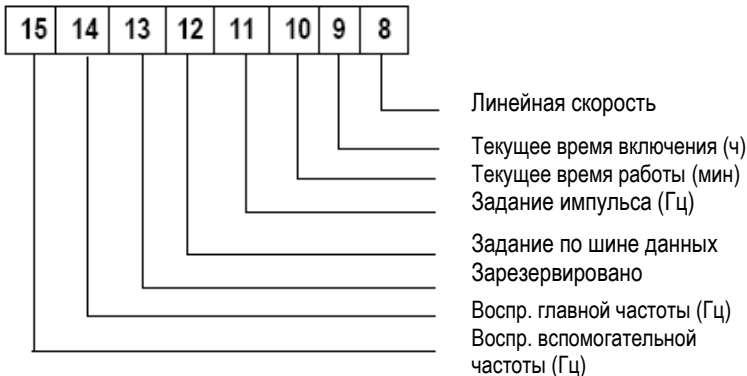 15 14 13 12 11 10 9 8
Линейная скорость
Текущее время включения (ч)
Текущее время работы (мин)
Задание импульса (Гц)
Задание по шине данных
Зарезервировано
Воспр. главной частоты (Гц)
Воспр. вспомогательной
частоты (Гц)